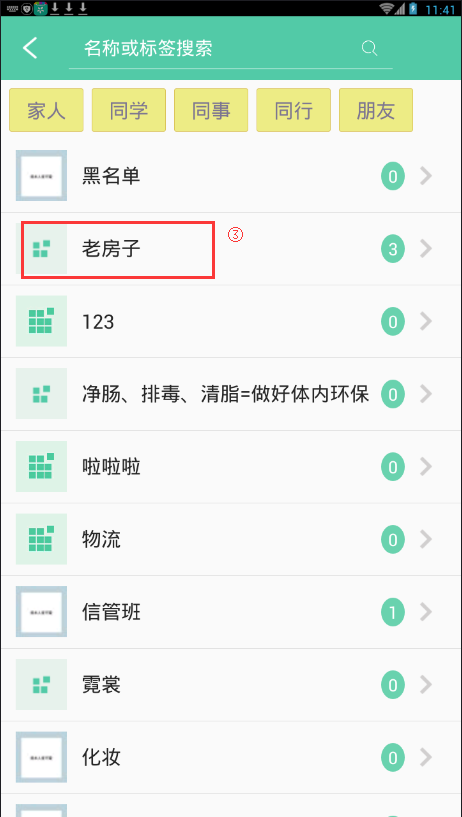 11:41
名称或标签搜索
家人 同学 同事 同行 朋友
黑名单 0
老房子 3
③
123 0
净肠、排毒、清脂=做好体内环保 0
啦啦啦 0
物流 0
信管班 1
霓裳 0
化妆 0